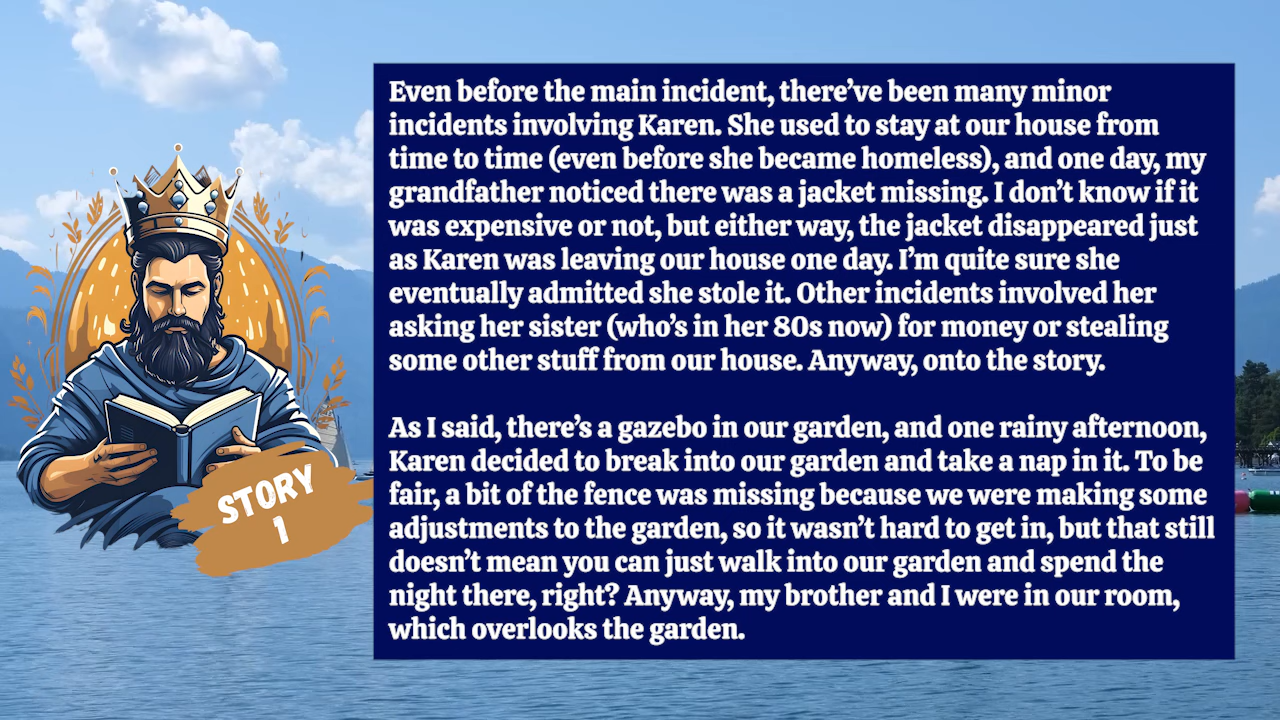 Even before the main incident, there’ve been many minor
incidents involving Karen. She used to stay at our house from
time to time (even before she became homeless), and one day, my
grandfather noticed there was a jacket missing. I don’t know if it
was expensive or not, but either way, the jacket disappeared just
as Karen was leaving our house one day. I’m quite sure she
eventually admitted she stole it. Other incidents involved her
asking her sister (who’s in her 80s now) for money or stealing
some other stuff from our house. Anyway, onto the story.
As I said, there’s a gazebo in our garden, and one rainy afternoon,
Karen decided to break into our garden and take a nap in it. To be
fair, a bit of the fence was missing because we were making some
adjustments to the garden, so it wasn’t hard to get in, but that still
doesn’t mean you can just walk into our garden and spend the
night there, right? Anyway, my brother and I were in our room,
which overlooks the garden.
STORY
1